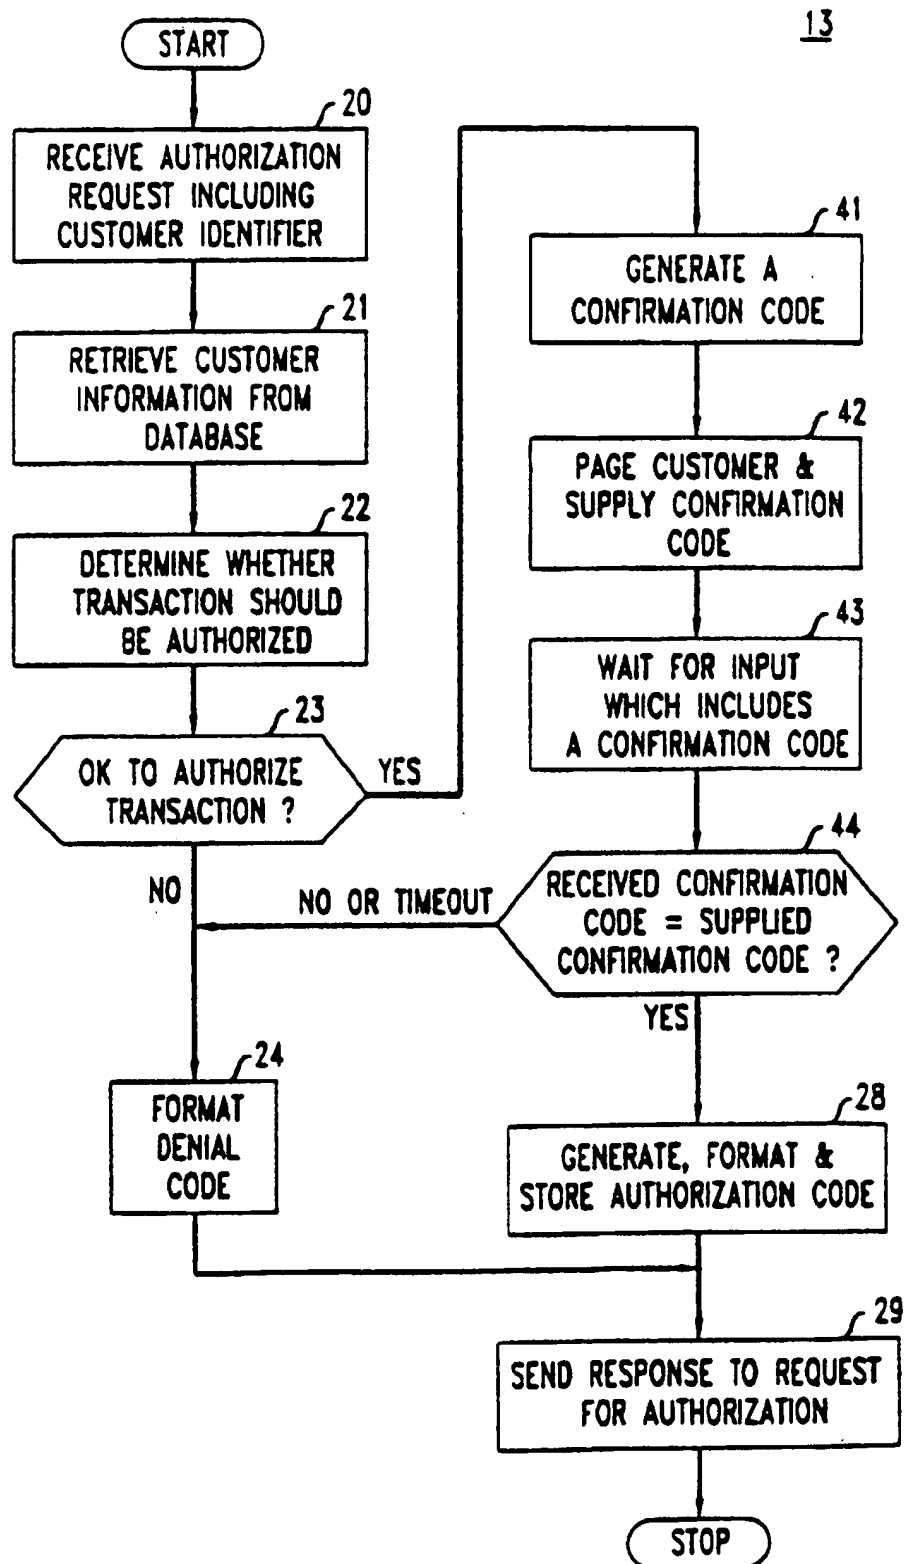 13
START
20
RECEIVE AUTHORIZATION
REQUEST INCLUDING
CUSTOMER IDENTIFIER
21
RETRIEVE CUSTOMER
INFORMATION FROM
DATABASE
22
DETERMINE WHETHER
TRANSACTION SHOULD
BE AUTHORIZED
23
OK TO AUTHORIZE
TRANSACTION ?
YES
NO
41
GENERATE A
CONFIRMATION CODE
42
PAGE CUSTOMER &
SUPPLY CONFIRMATION
CODE
43
WAIT FOR INPUT
WHICH INCLUDES
A CONFIRMATION CODE
44
RECEIVED CONFIRMATION
CODE = SUPPLIED
CONFIRMATION CODE ?
NO OR TIMEOUT
YES
24
FORMAT
DENIAL
CODE
28
GENERATE, FORMAT &
STORE AUTHORIZATION CODE
29
SEND RESPONSE TO REQUEST
FOR AUTHORIZATION
STOP